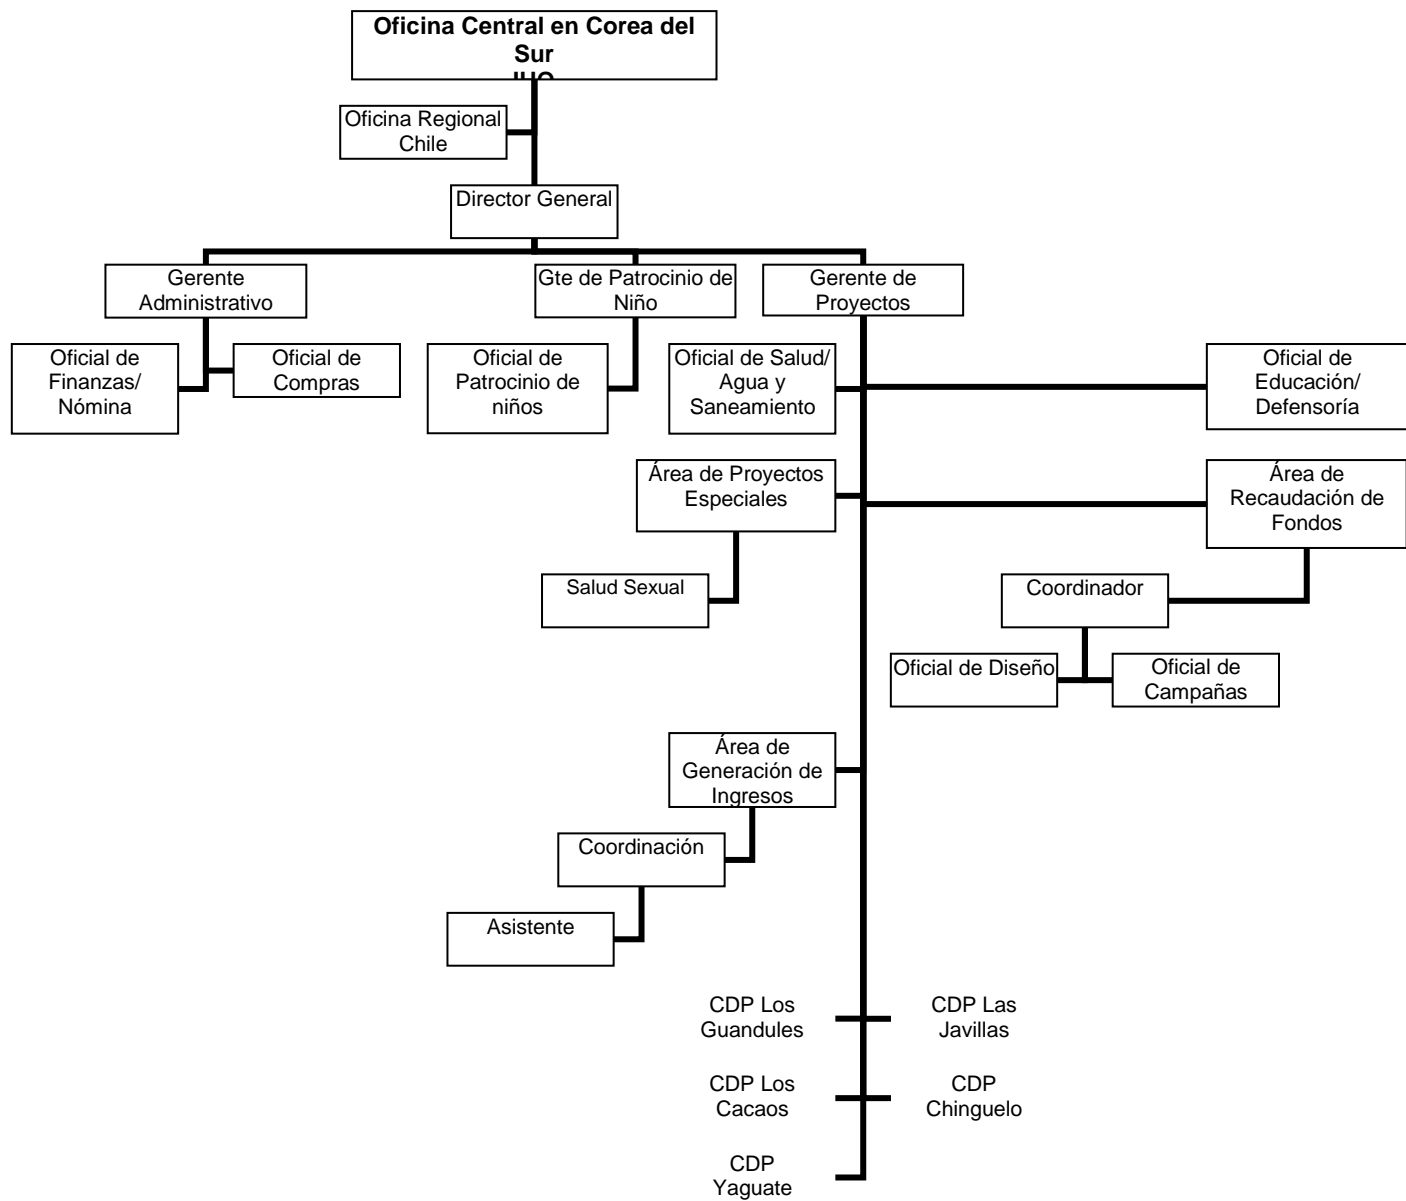 Oficina Central en Corea del
Sur
Oficina Regional
Chile
Director General
Gerente
Administrativo
Gte de Patrocinio de
Niño
Gerente de
Proyectos
Oficial de
Finanzas/
Nómina
Oficial de
Compras
Oficial de
Patrocinio de
niños
Oficial de Salud/
Agua y
Saneamiento
Oficial de
Educación/
Defensoría
Área de Proyectos
Especiales
Área de
Recaudación de
Fondos
Salud Sexual
Coordinador
Oficial de Diseño
Oficial de
Campañas
Área de
Generación de
Ingresos
Coordinación
Asistente
CDP Los
Guandules
CDP Las
Javillas
CDP Los
Cacaos
CDP
Chinguelo
CDP
Yaguate